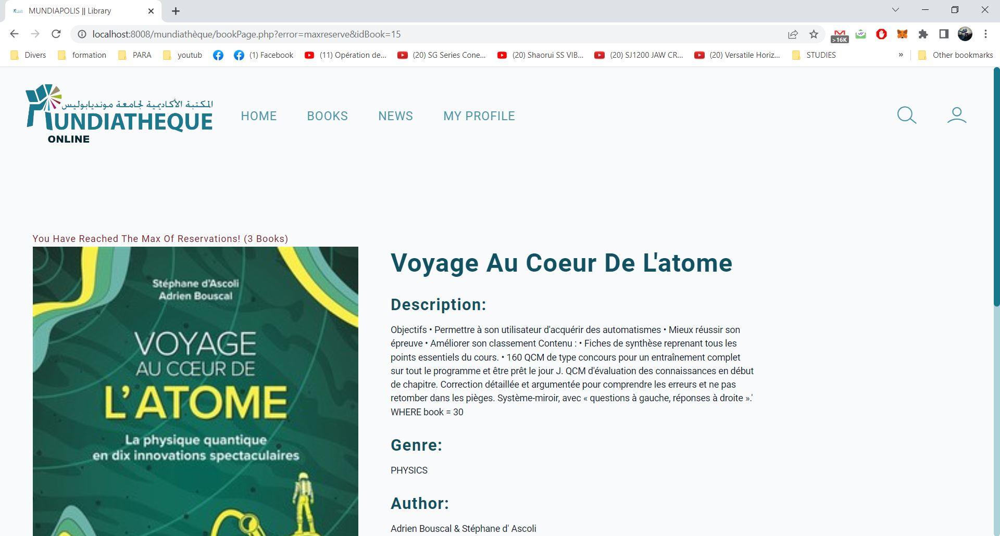 MUNDIAPOLIS || Library
localhost:8008/mundiathèque/bookPage.php?error=maxreserve&idBook=15
>16K
Divers
formation
PARA
youtub
(1) Facebook
(11) Opération de...
(20) SG Series Cone...
(20) Shaorui SS VIB...
(20) SJ1200 JAW CR...
(20) Versatile Horiz...
STUDIES
»
Other bookmarks
المكتبة الأكاديمية لجامعة مونديابوليس
MUNDIATHEQUE
ONLINE
HOME
BOOKS
NEWS
MY PROFILE
You Have Reached The Max Of Reservations! (3 Books)
Stéphane d'Ascoli
Adrien Bouscal
VOYAGE
AU CŒUR DE
L'ATOME
La physique quantique
en dix innovations spectaculaires
Voyage Au Coeur De L'atome
Description:
Objectifs • Permettre à son utilisateur d'acquérir des automatismes • Mieux réussir son
épreuve • Améliorer son classement Contenu : • Fiches de synthèse reprenant tous les
points essentiels du cours. • 160 QCM de type concours pour un entraînement complet
sur tout le programme et être prêt le jour J. QCM d'évaluation des connaissances en début
de chapitre. Correction détaillée et argumentée pour comprendre les erreurs et ne pas
retomber dans les pièges. Système-miroir, avec « questions à gauche, réponses à droite ».'
WHERE book = 30
Genre:
PHYSICS
Author:
Adrien Bouscal & Stéphane d' Ascoli